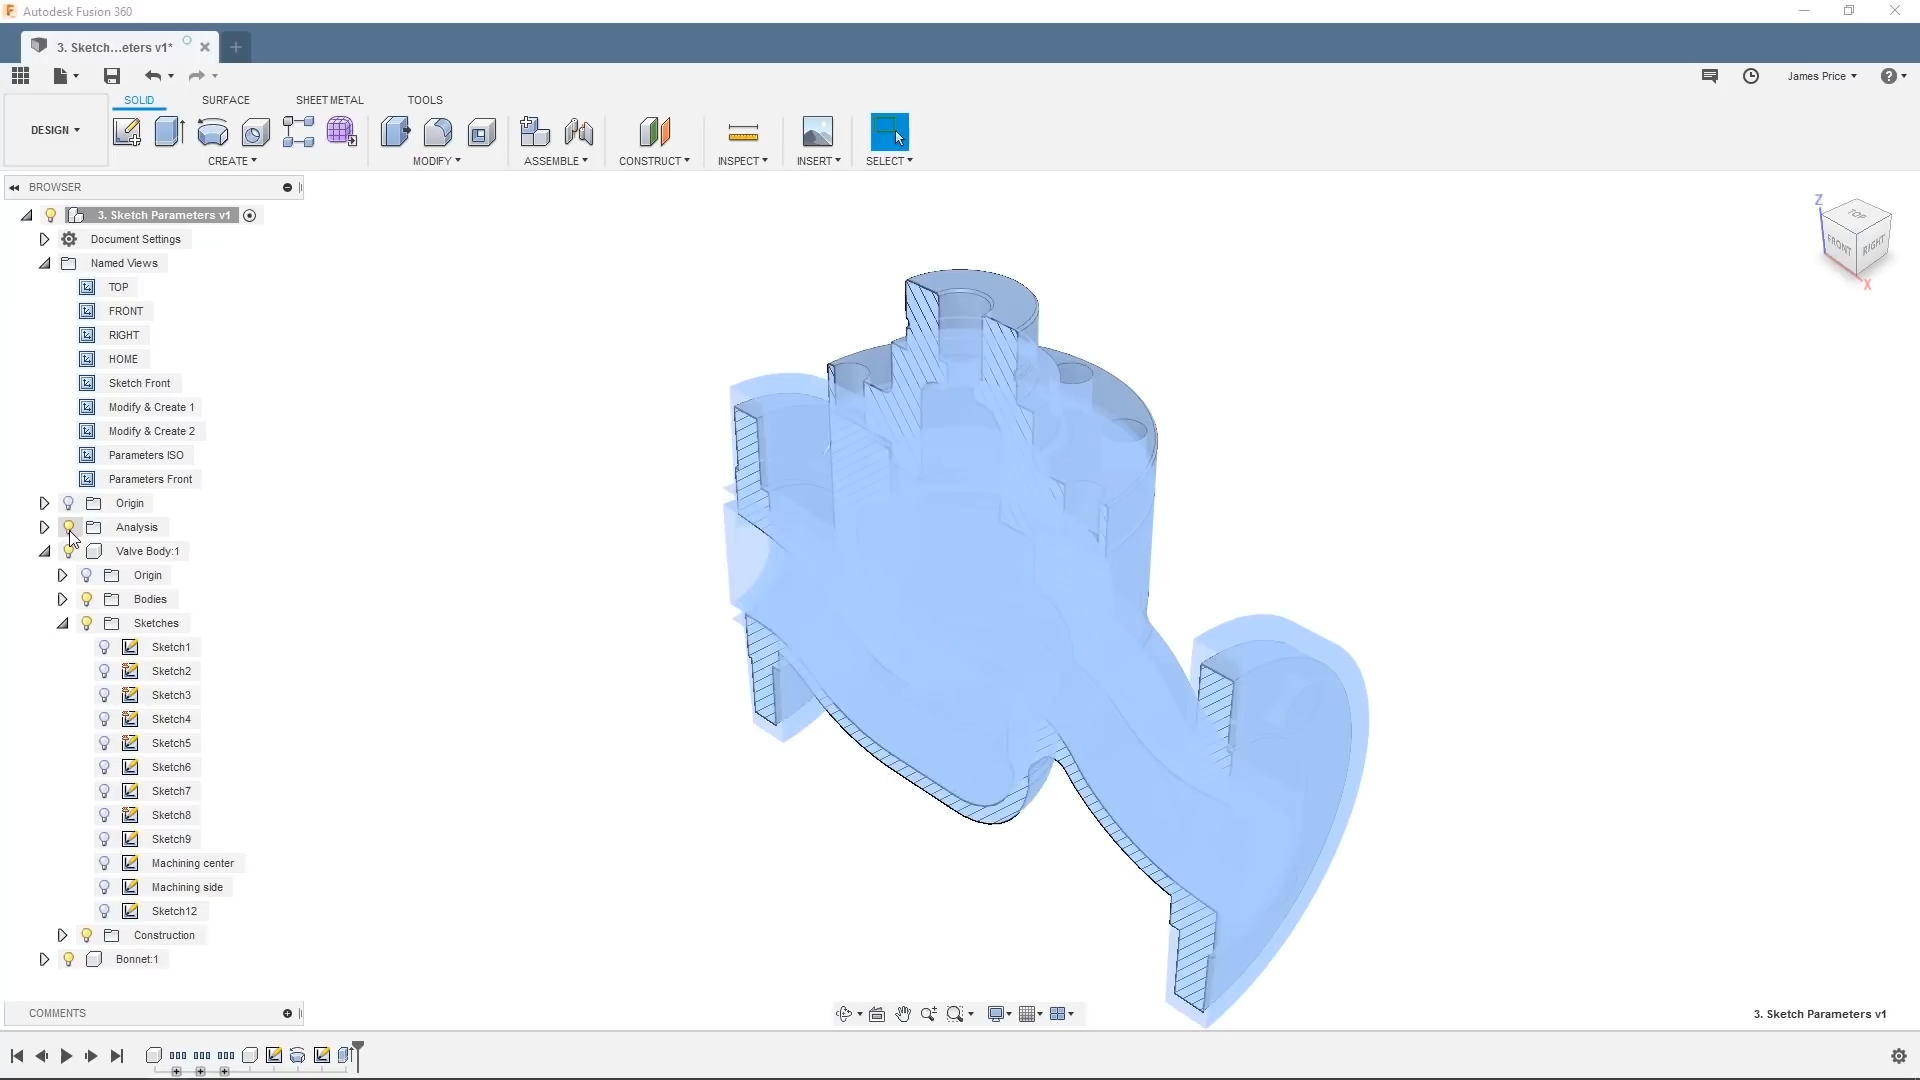 Autodesk Fusion 360
3. Sketch...eters v1*
James Price
SOLID SURFACE SHEET METAL TOOLS
DESIGN
CREATE MODIFY ASSEMBLE CONSTRUCT INSPECT INSERT SELECT
BROWSER
3. Sketch Parameters v1
Document Settings
Named Views
TOP
FRONT
RIGHT
HOME
Sketch Front
Modify & Create 1
Modify & Create 2
Parameters ISO
Parameters Front
Origin
Analysis
Valve Body:1
Origin
Bodies
Sketches
Sketch1
Sketch2
Sketch3
Sketch4
Sketch5
Sketch6
Sketch7
Sketch8
Sketch9
Machining center
Machining side
Sketch12
Construction
Bonnet:1
Z
TOP
FRONT RIGHT
X
COMMENTS
3. Sketch Parameters v1